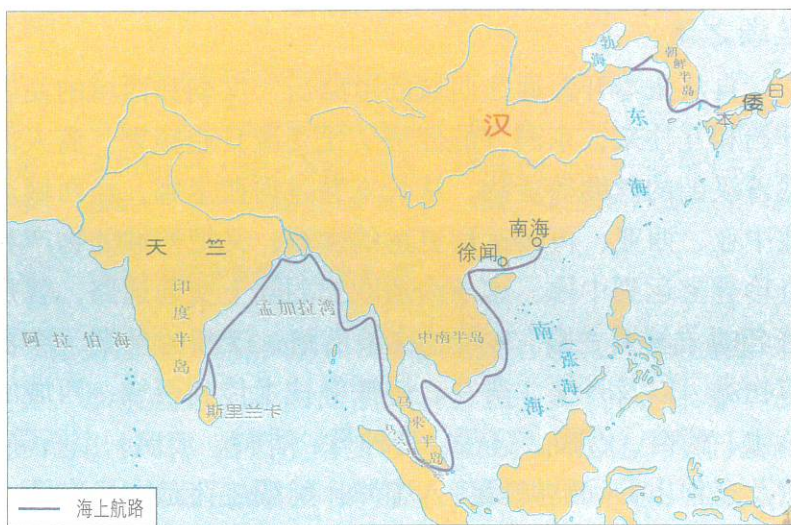 勃海
朝鲜半岛
日本
倭
汉
东海
南海
徐闻
天竺
印度半岛
孟加拉湾
阿拉伯海
中南半岛
南海
(涨海)
斯里兰卡
马来半岛
海上航路